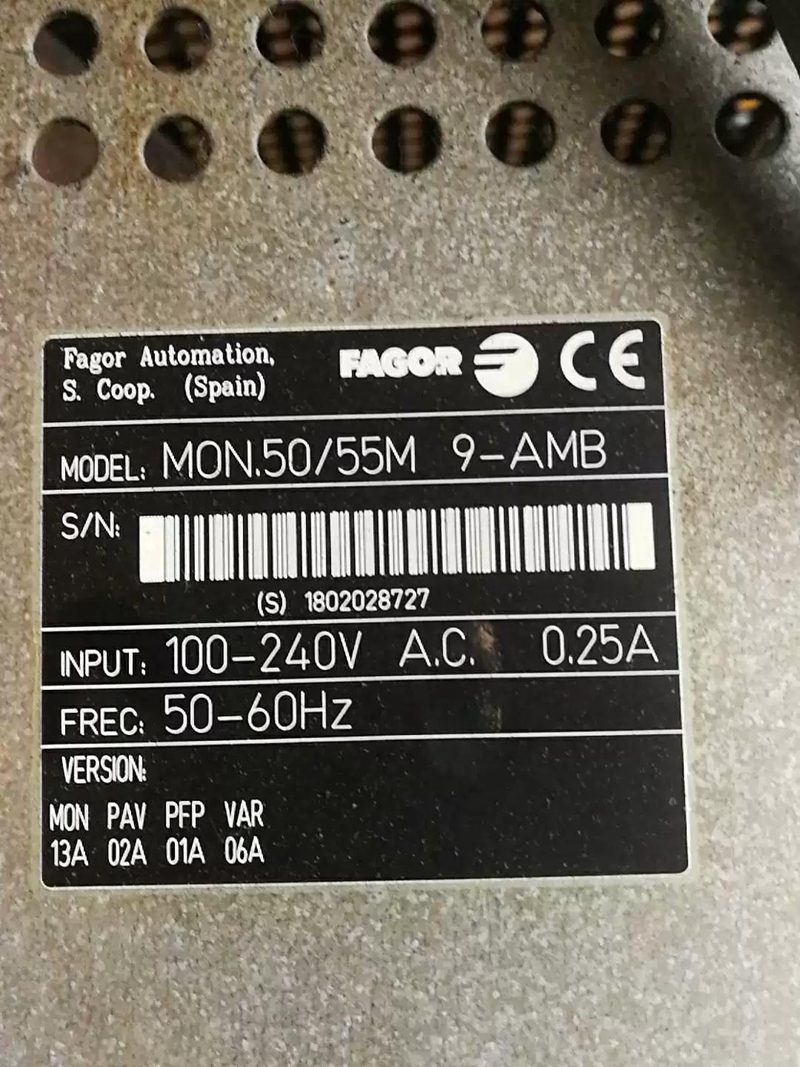 Fagor Automation,
S. Coop. (Spain)
FAGOR CE
MODEL: MON.50/55M 9-AMB
S/N:
(S) 1802028727
INPUT: 100-240V A.C. 0.25A
FREC: 50-60Hz
VERSION:
MON PAV PFP VAR
13A 02A 01A 06A